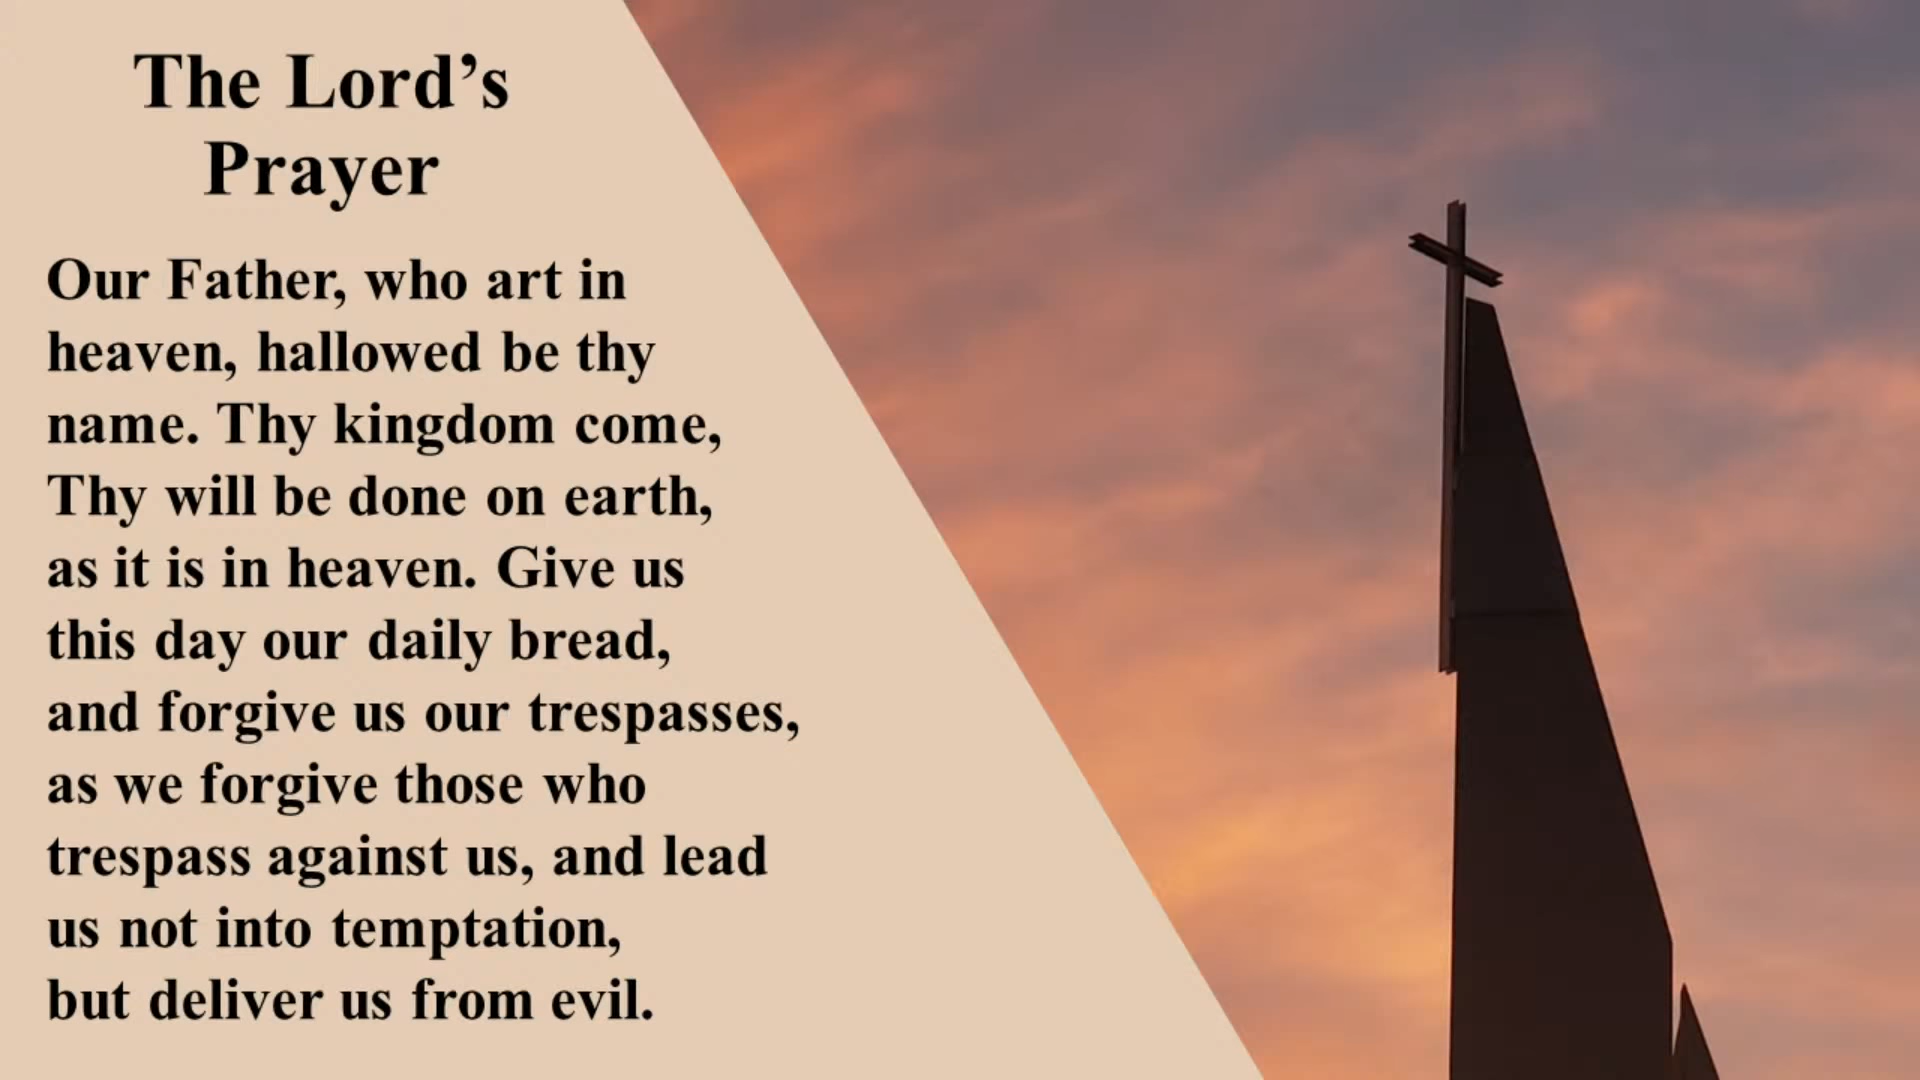 The Lord’s
Prayer
Our Father, who art in
heaven, hallowed be thy
name. Thy kingdom come,
Thy will be done on earth,
as it is in heaven. Give us
this day our daily bread,
and forgive us our trespasses,
as we forgive those who
trespass against us, and lead
us not into temptation,
but deliver us from evil.